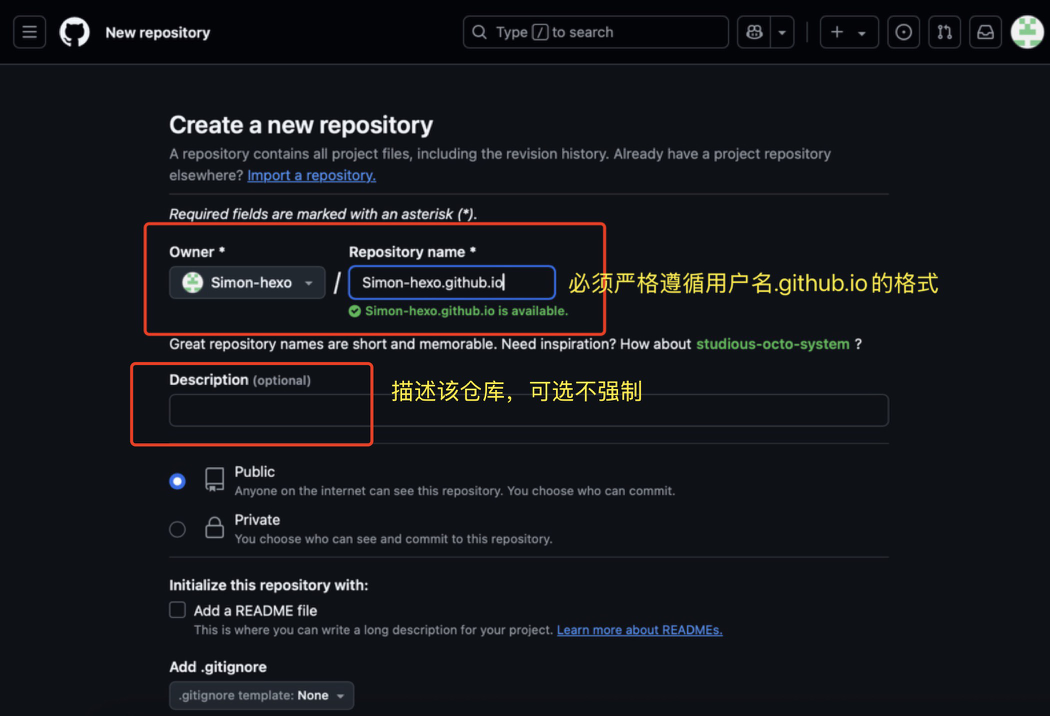 New repository
Type / to search
Create a new repository
A repository contains all project files, including the revision history. Already have a project repository
elsewhere? Import a repository.
Required fields are marked with an asterisk (*).
Owner *
Repository name *
Simon-hexo
/
Simon-hexo.github.io
必须严格遵循用户名.github.io的格式
Simon-hexo.github.io is available.
Great repository names are short and memorable. Need inspiration? How about studious-octo-system ?
Description (optional)
描述该仓库，可选不强制
Public
Anyone on the internet can see this repository. You choose who can commit.
Private
You choose who can see and commit to this repository.
Initialize this repository with:
Add a README file
This is where you can write a long description for your project. Learn more about READMEs.
Add .gitignore
.gitignore template: None